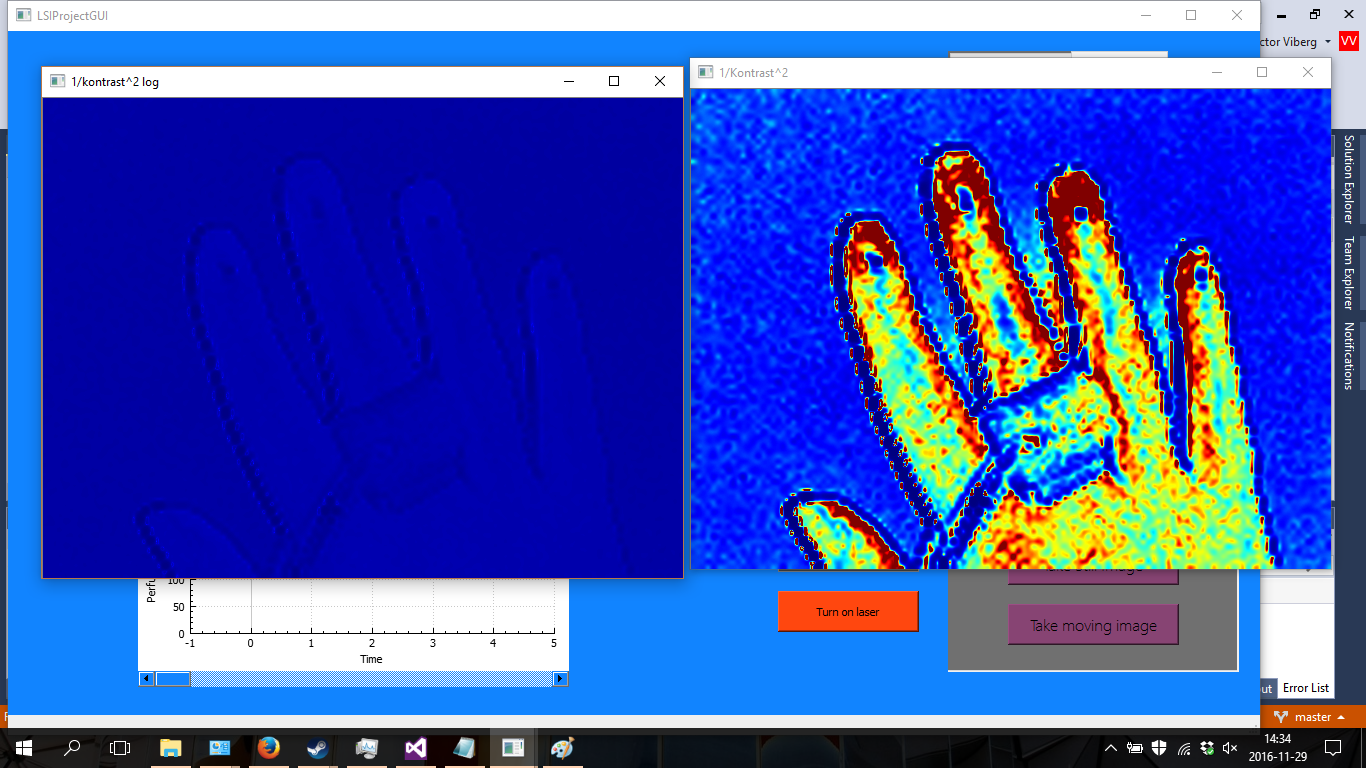 LSIProjectGUI
ctor Viberg
VV
1/kontrast^2 log
1/Kontrast^2
Solution Explorer
Team Explorer
Notifications
100
50
0
-1 0 1 2 3 4 5
Time
Perfu
Turn on laser
Take moving image
ut
Error List
master
14:34
2016-11-29